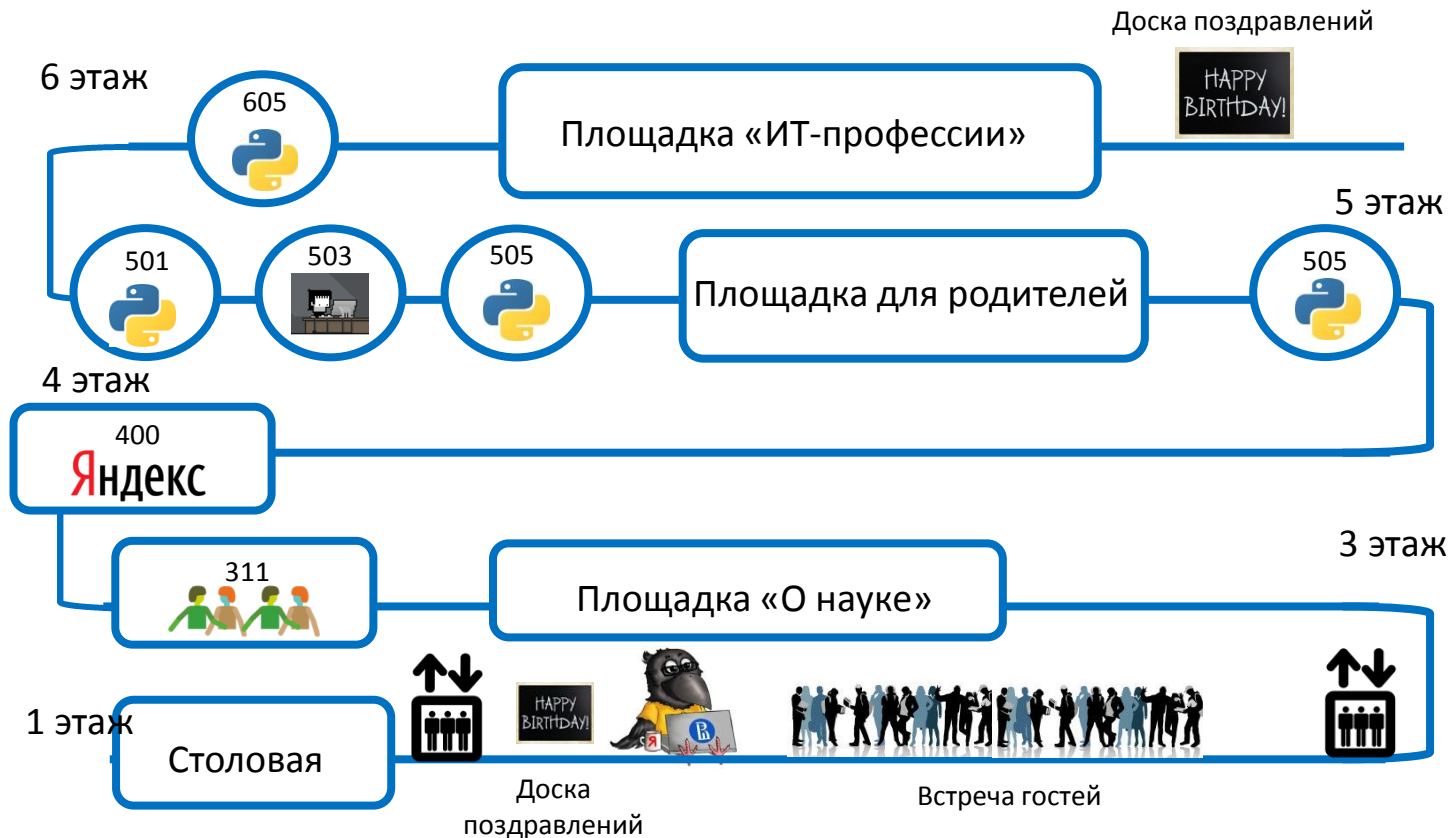 Доска поздравлений
HAPPY
BIRTHDAY!
6 этаж
605
Площадка «ИТ-профессии»
5 этаж
501
503
505
Площадка для родителей
505
4 этаж
400
Яндекс
3 этаж
311
Площадка «О науке»
1 этаж
Столовая
HAPPY
BIRTHDAY!
Я
Доска
поздравлений
Встреча гостей